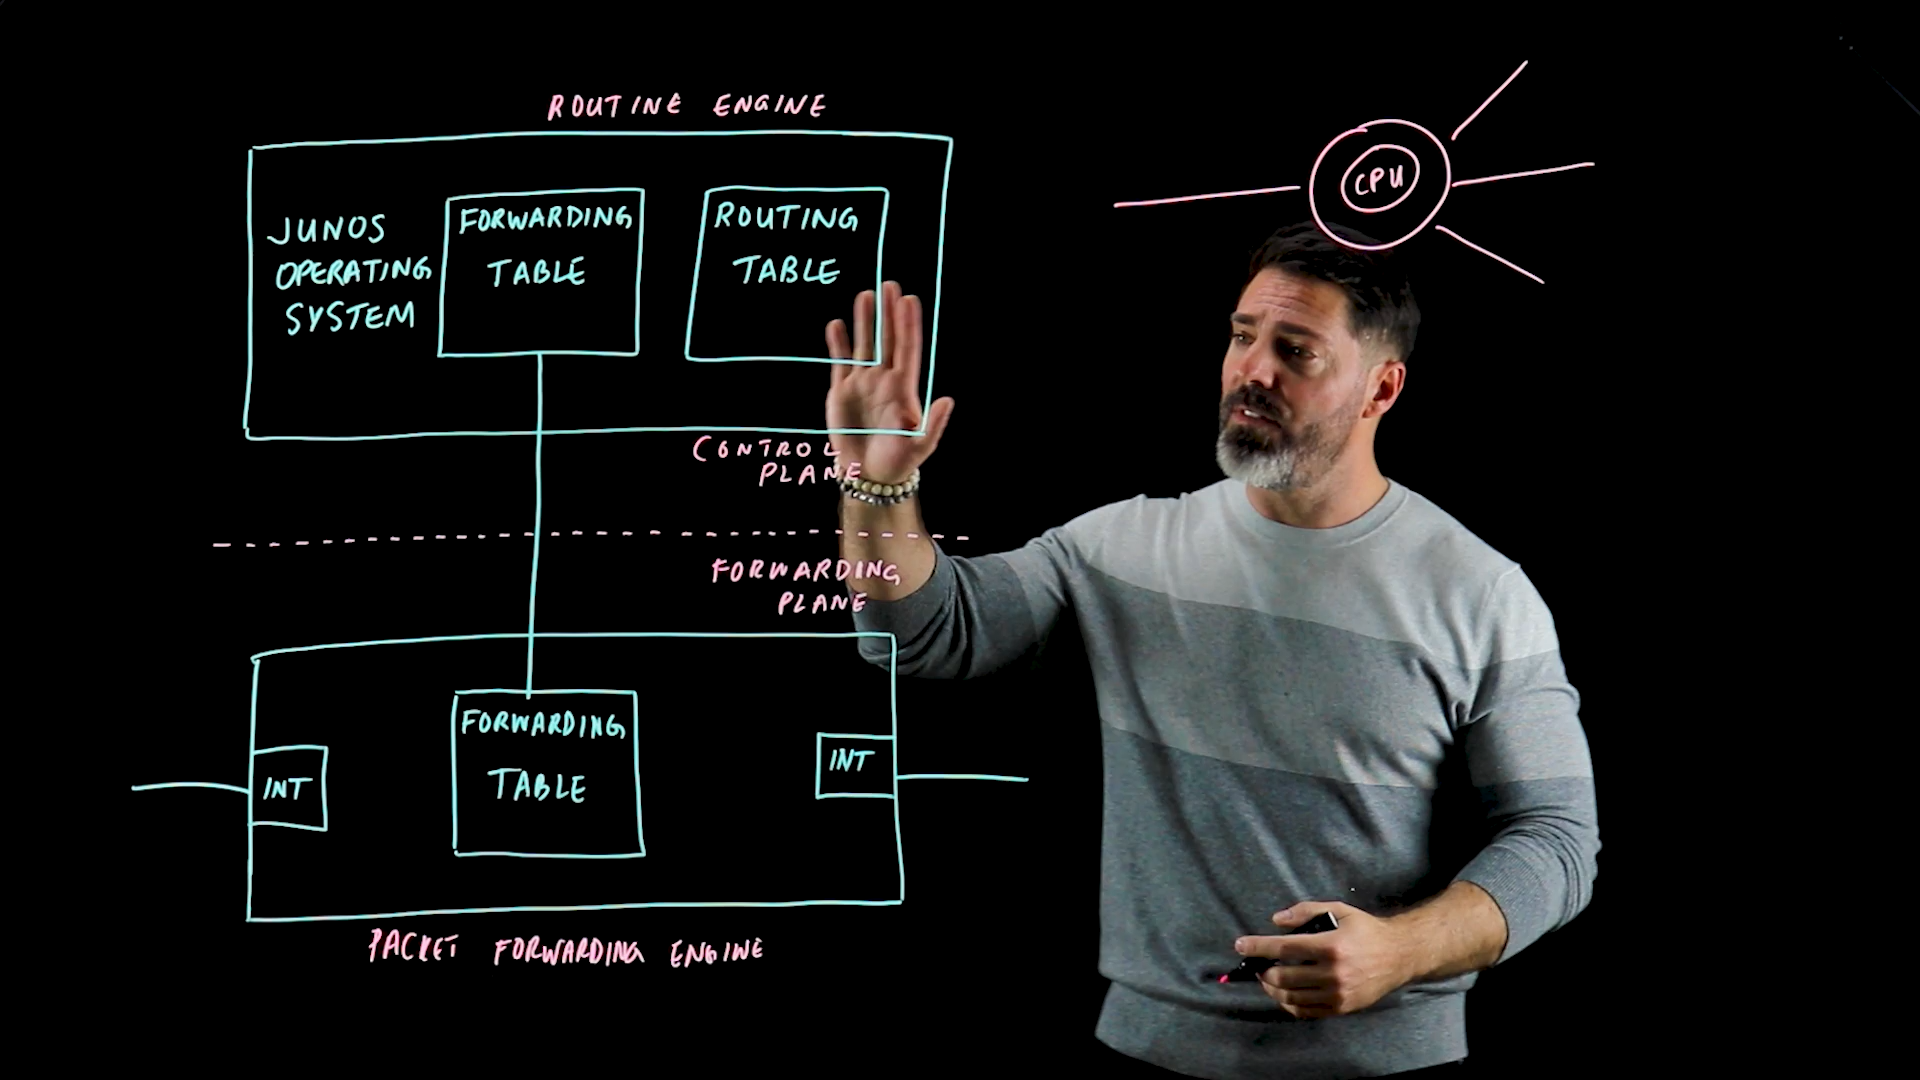 ROUTINE ENGINE
JUNOS
OPERATING
SYSTEM
FORWARDING
TABLE
ROUTING
TABLE
CPU
CONTROL
PLANE
FORWARDING
PLANE
INT
FORWARDING
TABLE
INT
PACKET FORWARDING ENGINE